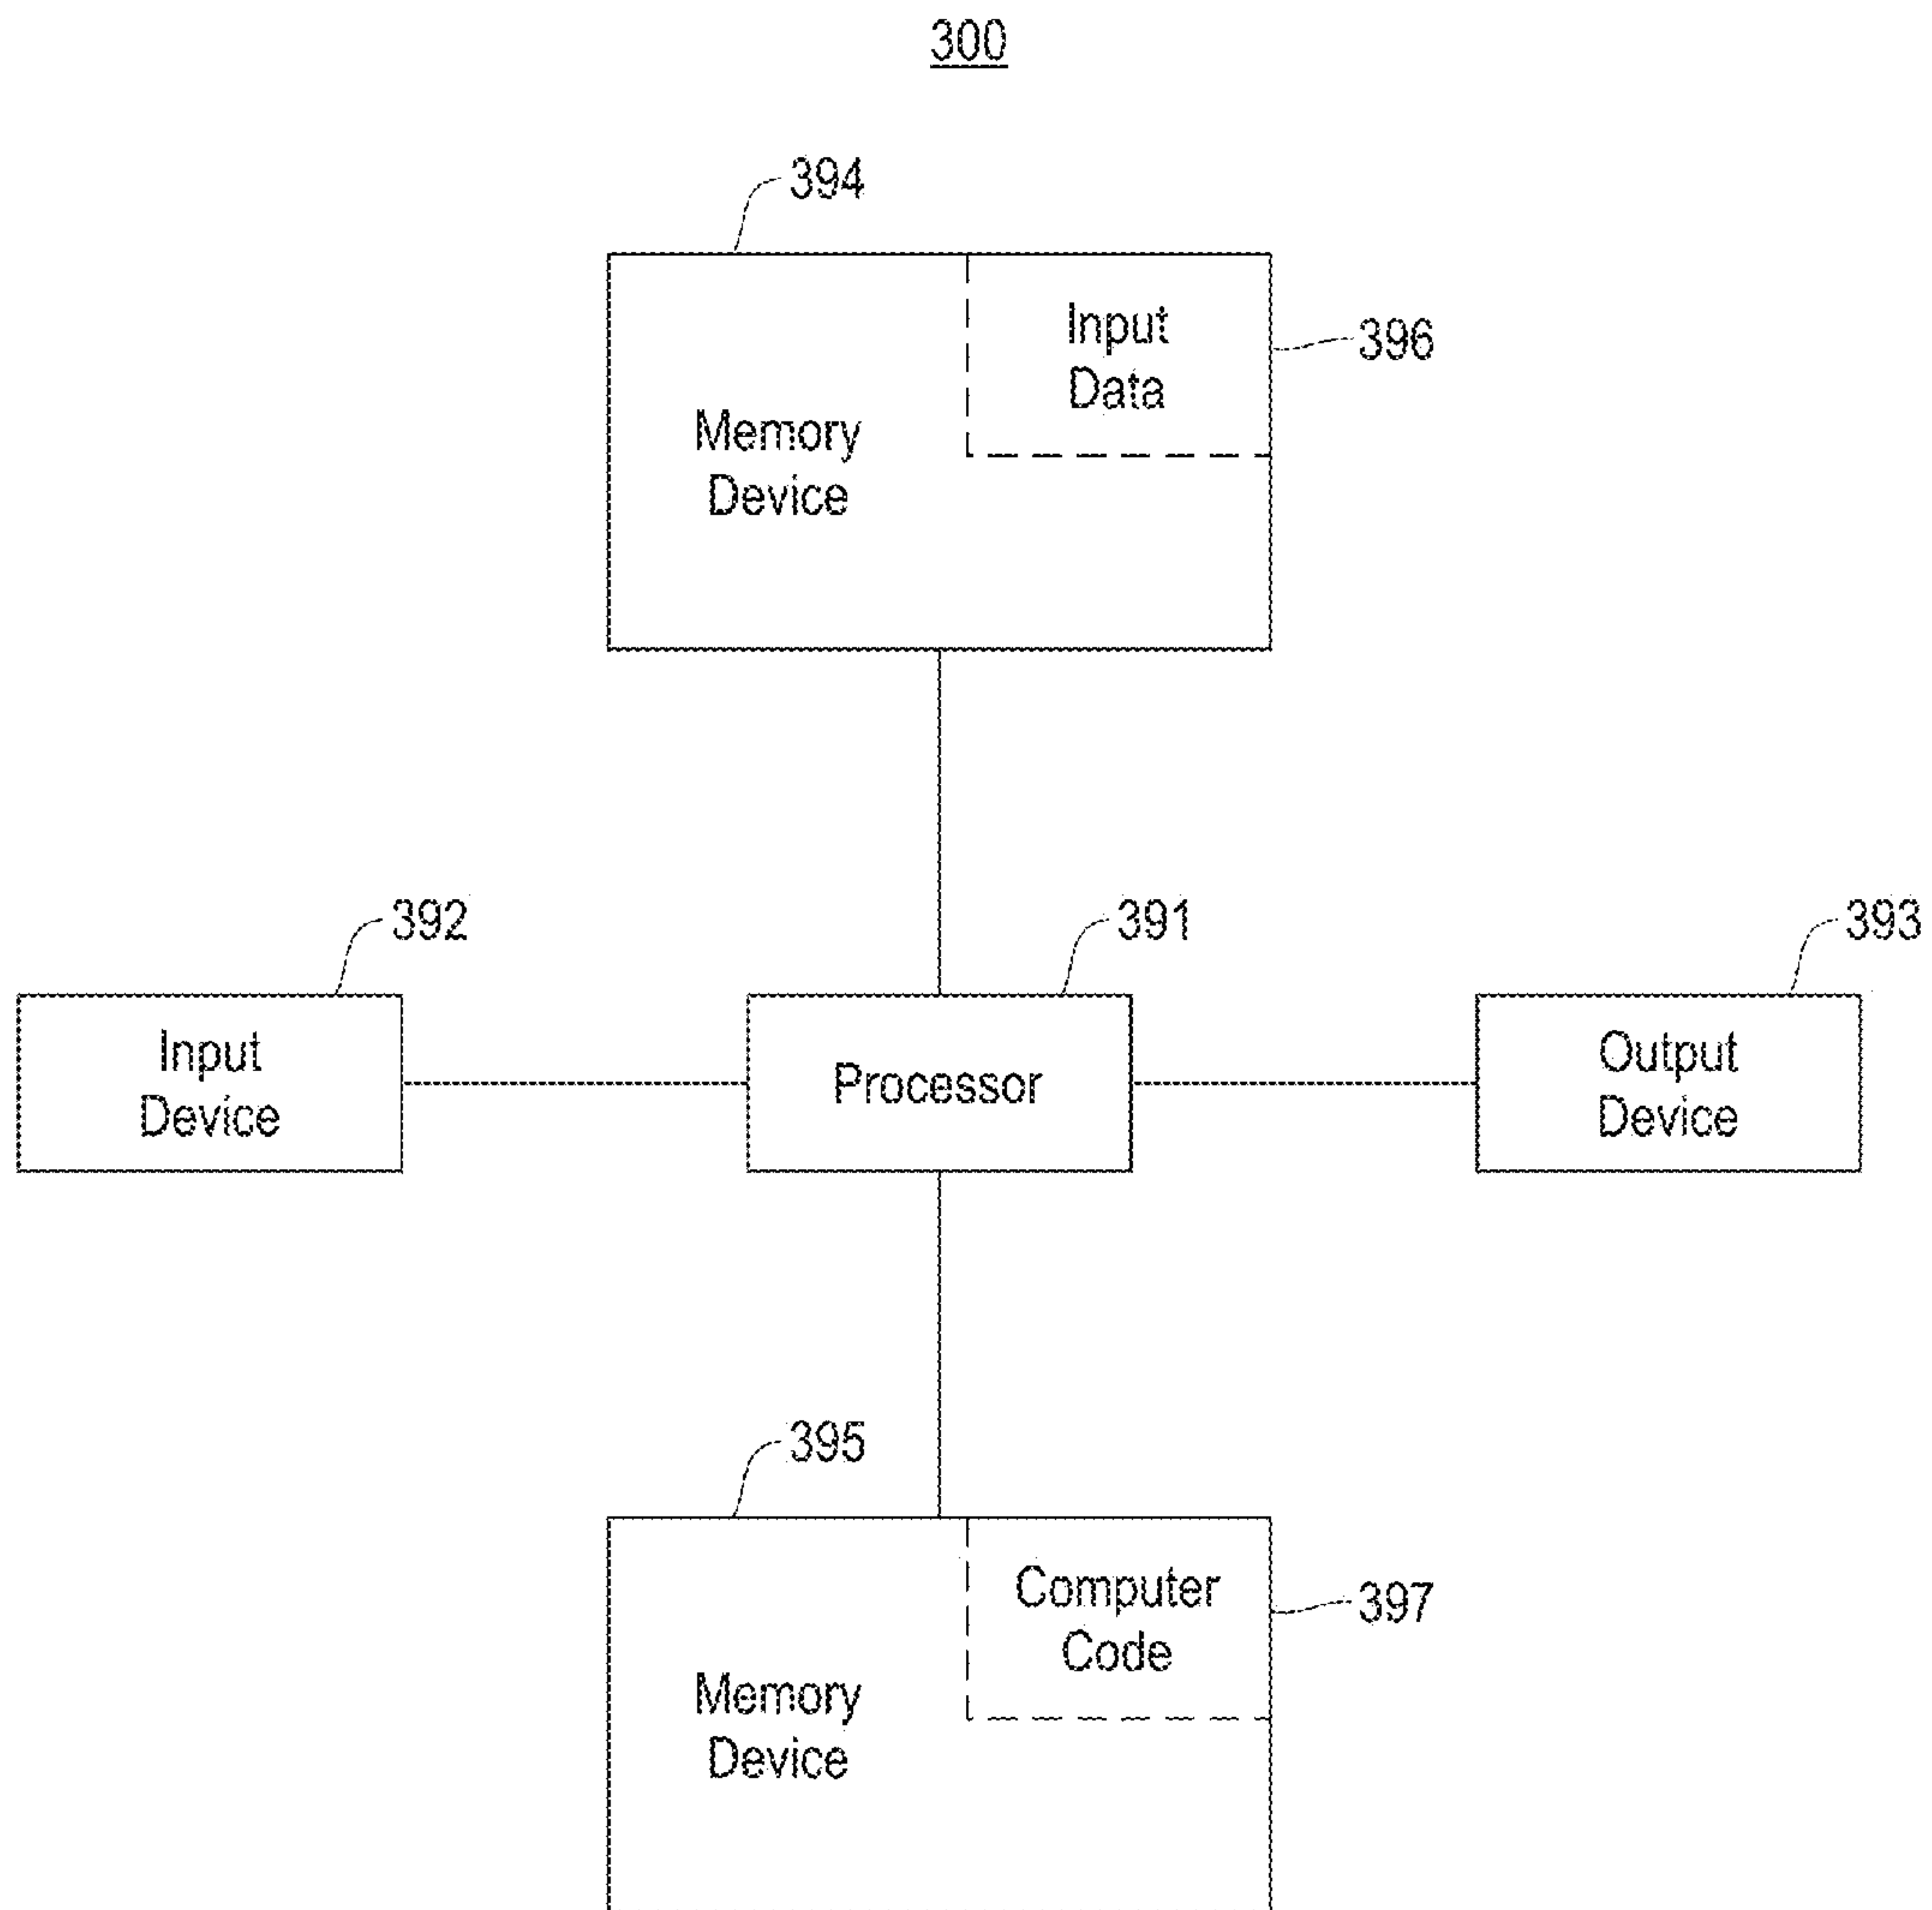 300
394
Input
Data
396
Memory
Device
392
391
393
Input
Device
Processor
Output
Device
395
Computer
Code
397
Memory
Device